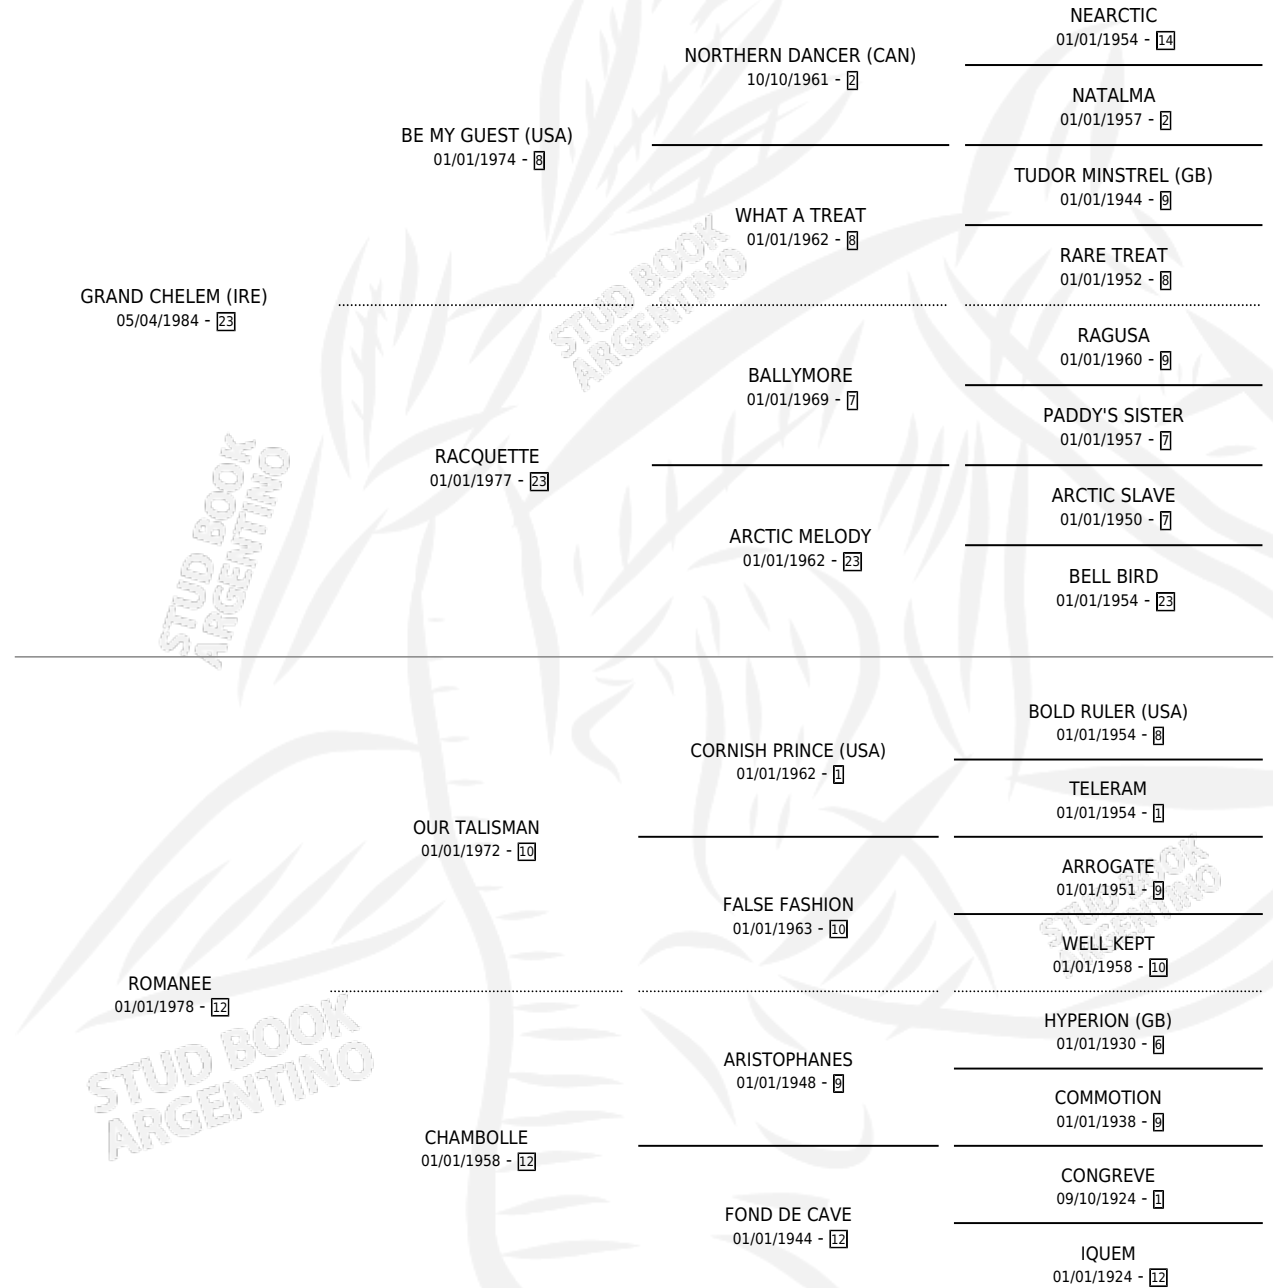 NEARCTIC
01/01/1954 - 14
NORTHERN DANCER (CAN)
10/10/1961 - 2
NATALMA
01/01/1957 - 2
BE MY GUEST (USA)
01/01/1974 - 8
TUDOR MINSTREL (GB)
01/01/1944 - 9
WHAT A TREAT
01/01/1962 - 8
RARE TREAT
01/01/1952 - 8
GRAND CHELEM (IRE)
05/04/1984 - 23
STUD BOOK
ARGENTINO
RAGUSA
01/01/1960 - 9
BALLYMORE
01/01/1969 - 7
PADDY'S SISTER
01/01/1957 - 7
RACQUETTE
01/01/1977 - 23
ARCTIC SLAVE
01/01/1950 - 7
ARCTIC MELODY
01/01/1962 - 23
BELL BIRD
01/01/1954 - 23
STUD BOOK
ARGENTINO
BOLD RULER (USA)
01/01/1954 - 8
CORNISH PRINCE (USA)
01/01/1962 - 1
TELERAM
01/01/1954 - 1
OUR TALISMAN
01/01/1972 - 10
ARROGATE
01/01/1951 - 9
FALSE FASHION
01/01/1963 - 10
WELL KEPT
01/01/1958 - 10
STUD BOOK
ARGENTINO
ROMANEE
01/01/1978 - 12
HYPERION (GB)
01/01/1930 - 6
ARISTOPHANES
01/01/1948 - 9
COMMOTION
01/01/1938 - 9
STUD BOOK
ARGENTINO
CHAMBOLLE
01/01/1958 - 12
CONGREVE
09/10/1924 - 1
FOND DE CAVE
01/01/1944 - 12
IQUEM
01/01/1924 - 12